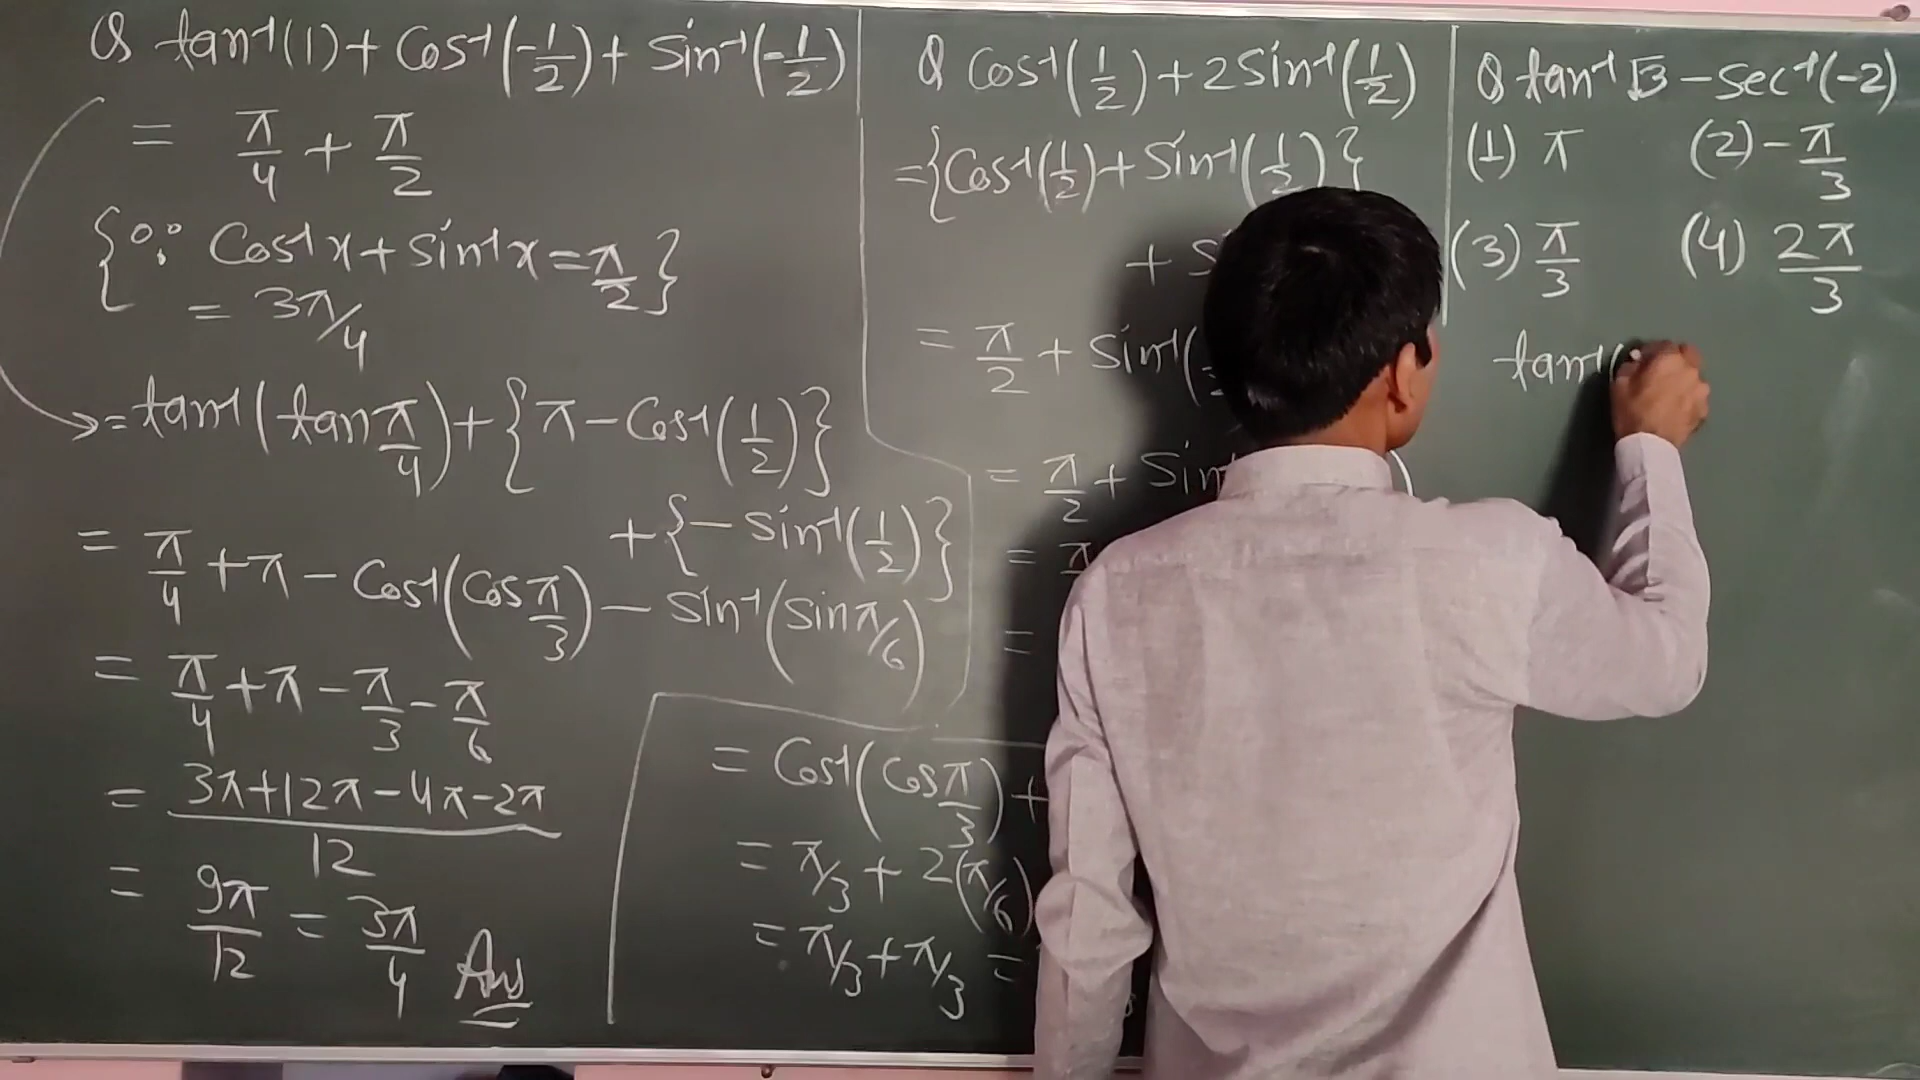 Q tan⁻¹(1) + Cos⁻¹(-1/2) + Sin⁻¹(-1/2)
= π/4 + π/2
{∵ Cos⁻¹x + Sin⁻¹x = π/2}
= 3π/4
= tan⁻¹(tan π/4) + {π - Cos⁻¹(1/2)}
+ {- Sin⁻¹(1/2)}
= π/4 + π - Cos⁻¹(Cos π/3) - Sin⁻¹(Sin π/6)
= π/4 + π - π/3 - π/6
= (3π + 12π - 4π - 2π)/12
= 9π/12 = 3π/4 Ans
Q Cos⁻¹(1/2) + 2Sin⁻¹(1/2)
= {Cos⁻¹(1/2) + Sin⁻¹(1/2)}
+ S
= π/2 + Sin⁻¹(
= π/2 + Sin
= π
=
= Cos⁻¹(Cos π/3) +
= π/3 + 2(π/6)
= π/3 + π/3 =
Q tan⁻¹√3 - Sec⁻¹(-2)
(1) π (2) -π/3
(3) π/3 (4) 2π/3
tan⁻¹(